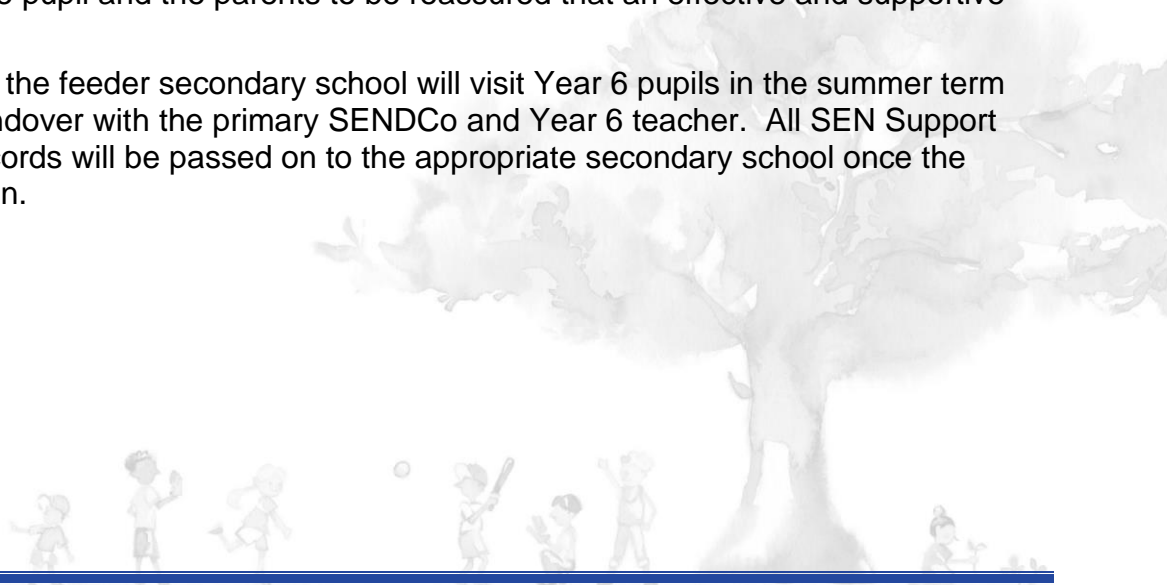 pupil and the parents to be reassured that an effective and supportive
the feeder secondary school will visit Year 6 pupils in the summer term
ndover with the primary SENDCo and Year 6 teacher.  All SEN Support
cords will be passed on to the appropriate secondary school once the
n.